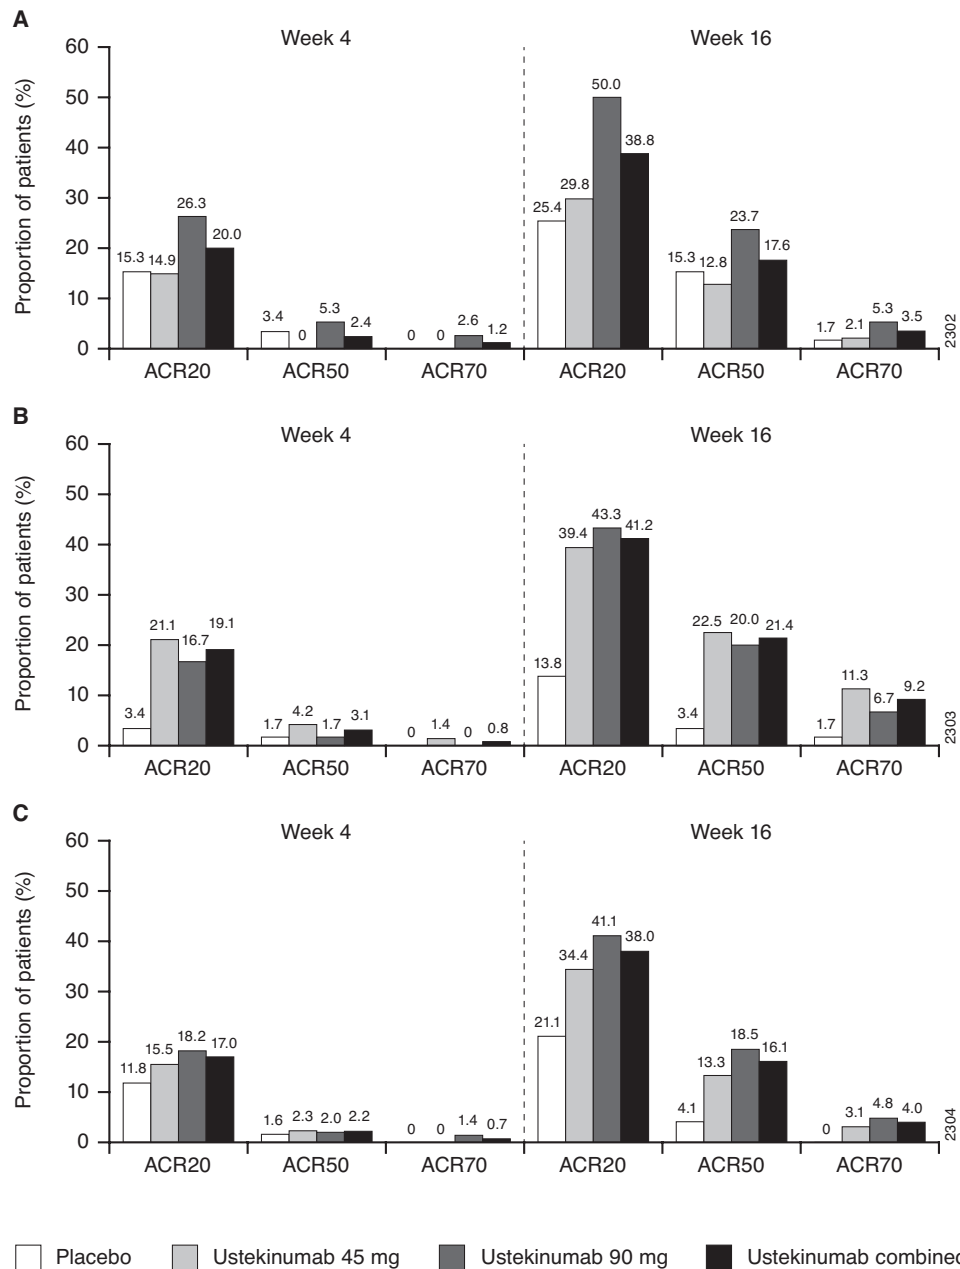 A
Week 4 Week 16
Proportion of patients (%)
60
50
40
30
20
10
0
15.3 14.9 26.3 20.0
3.4 0 5.3 2.4
0 0 2.6 1.2
25.4 29.8 50.0 38.8
15.3 12.8 23.7 17.6
1.7 2.1 5.3 3.5
ACR20 ACR50 ACR70 ACR20 ACR50 ACR70
2302
B
Week 4 Week 16
Proportion of patients (%)
60
50
40
30
20
10
0
3.4 21.1 16.7 19.1
1.7 4.2 1.7 3.1
0 1.4 0 0.8
13.8 39.4 43.3 41.2
3.4 22.5 20.0 21.4
1.7 11.3 6.7 9.2
ACR20 ACR50 ACR70 ACR20 ACR50 ACR70
2303
C
Week 4 Week 16
Proportion of patients (%)
60
50
40
30
20
10
0
11.8 15.5 18.2 17.0
1.6 2.3 2.0 2.2
0 0 1.4 0.7
21.1 34.4 41.1 38.0
4.1 13.3 18.5 16.1
0 3.1 4.8 4.0
ACR20 ACR50 ACR70 ACR20 ACR50 ACR70
2304
Placebo Ustekinumab 45 mg Ustekinumab 90 mg Ustekinumab combined